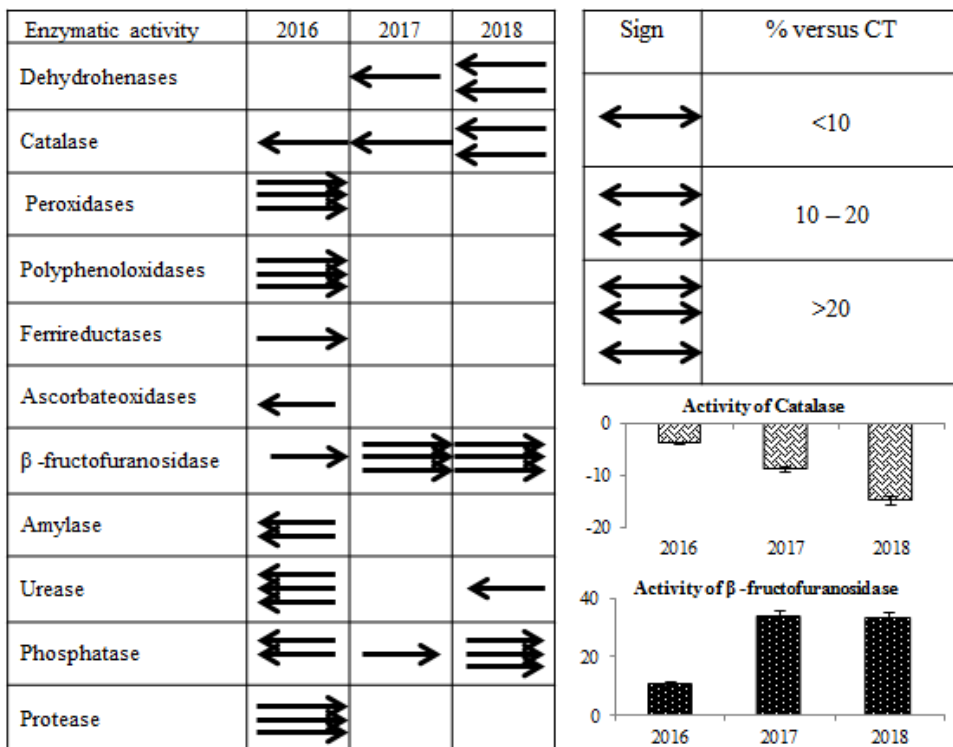 Enzymatic activity 2016 2017 2018
Dehydrohenases
Catalase
Peroxidases
Polyphenoloxidases
Ferrireductases
Ascorbateoxidases
β -fructofuranosidase
Amylase
Urease
Phosphatase
Protease
Sign % versus CT
<10
10 – 20
>20
Activity of Catalase
0
-10
-20
2016 2017 2018
Activity of β -fructofuranosidase
40
20
0
2016 2017 2018